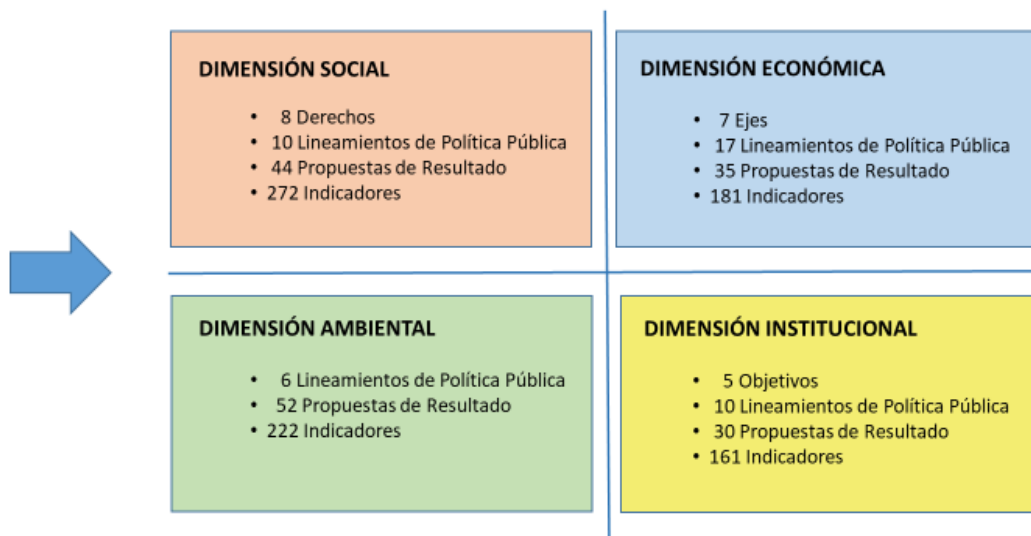 DIMENSIÓN SOCIAL
• 8 Derechos
• 10 Lineamientos de Política Pública
• 44 Propuestas de Resultado
• 272 Indicadores
DIMENSIÓN ECONÓMICA
• 7 Ejes
• 17 Lineamientos de Política Pública
• 35 Propuestas de Resultado
• 181 Indicadores
DIMENSIÓN AMBIENTAL
• 6 Lineamientos de Política Pública
• 52 Propuestas de Resultado
• 222 Indicadores
DIMENSIÓN INSTITUCIONAL
• 5 Objetivos
• 10 Lineamientos de Política Pública
• 30 Propuestas de Resultado
• 161 Indicadores